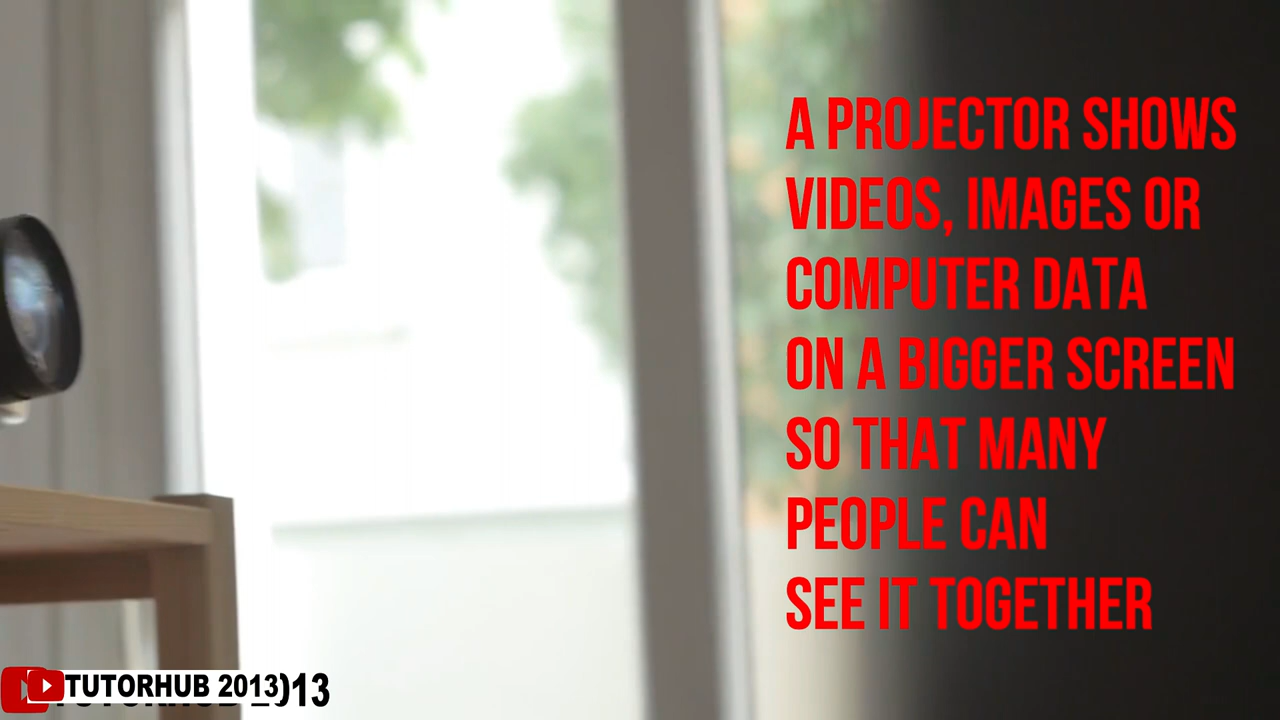 A PROJECTOR SHOWS
VIDEOS, IMAGES OR
COMPUTER DATA
ON A BIGGER SCREEN
SO THAT MANY
PEOPLE CAN
SEE IT TOGETHER
TUTORHUB 2013